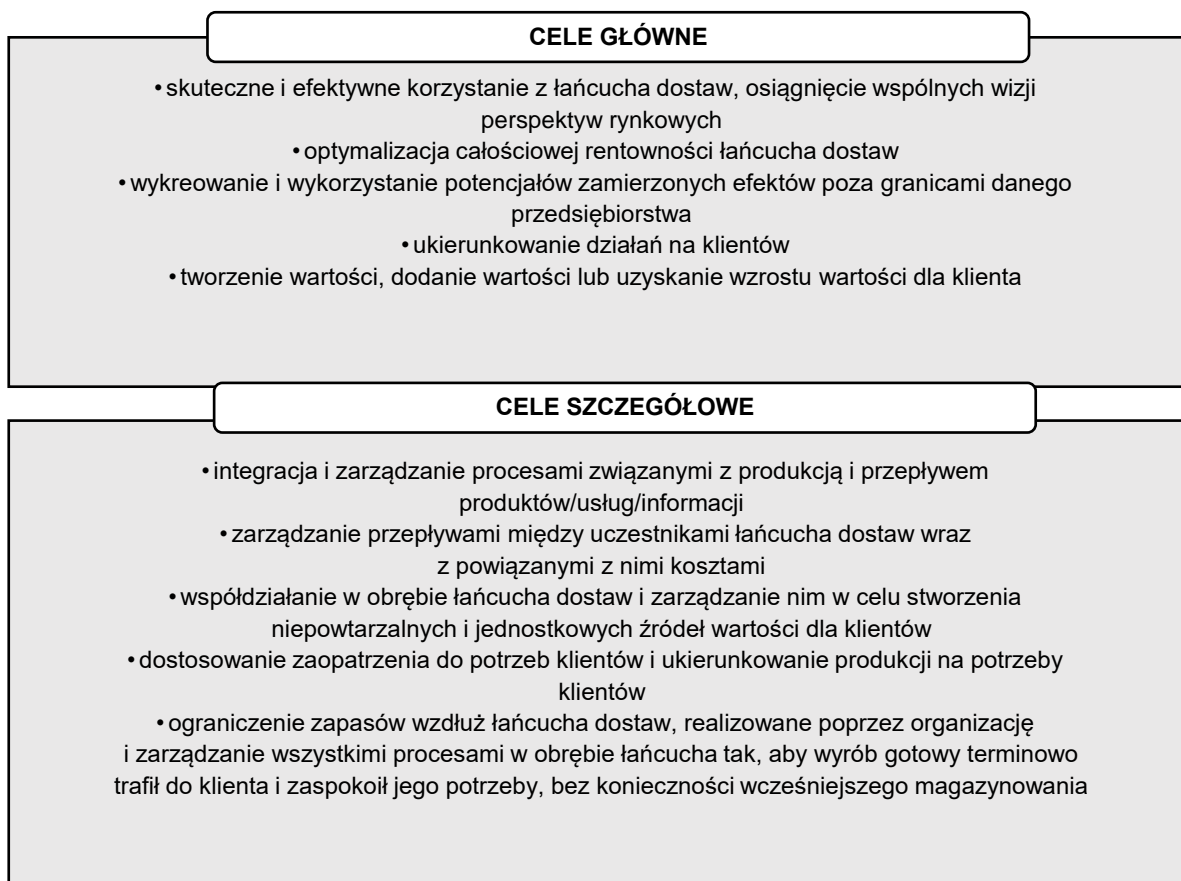 CELE GŁÓWNE
• skuteczne i efektywne korzystanie z łańcucha dostaw, osiągnięcie wspólnych wizji
perspektyw rynkowych
• optymalizacja całościowej rentowności łańcucha dostaw
• wykreowanie i wykorzystanie potencjałów zamierzonych efektów poza granicami danego
przedsiębiorstwa
• ukierunkowanie działań na klientów
• tworzenie wartości, dodanie wartości lub uzyskanie wzrostu wartości dla klienta
CELE SZCZEGÓŁOWE
• integracja i zarządzanie procesami związanymi z produkcją i przepływem
produktów/usług/informacji
• zarządzanie przepływami między uczestnikami łańcucha dostaw wraz
z powiązanymi z nimi kosztami
• współdziałanie w obrębie łańcucha dostaw i zarządzanie nim w celu stworzenia
niepowtarzalnych i jednostkowych źródeł wartości dla klientów
• dostosowanie zaopatrzenia do potrzeb klientów i ukierunkowanie produkcji na potrzeby
klientów
• ograniczenie zapasów wzdłuż łańcucha dostaw, realizowane poprzez organizację
i zarządzanie wszystkimi procesami w obrębie łańcucha tak, aby wyrób gotowy terminowo
trafił do klienta i zaspokoił jego potrzeby, bez konieczności wcześniejszego magazynowania